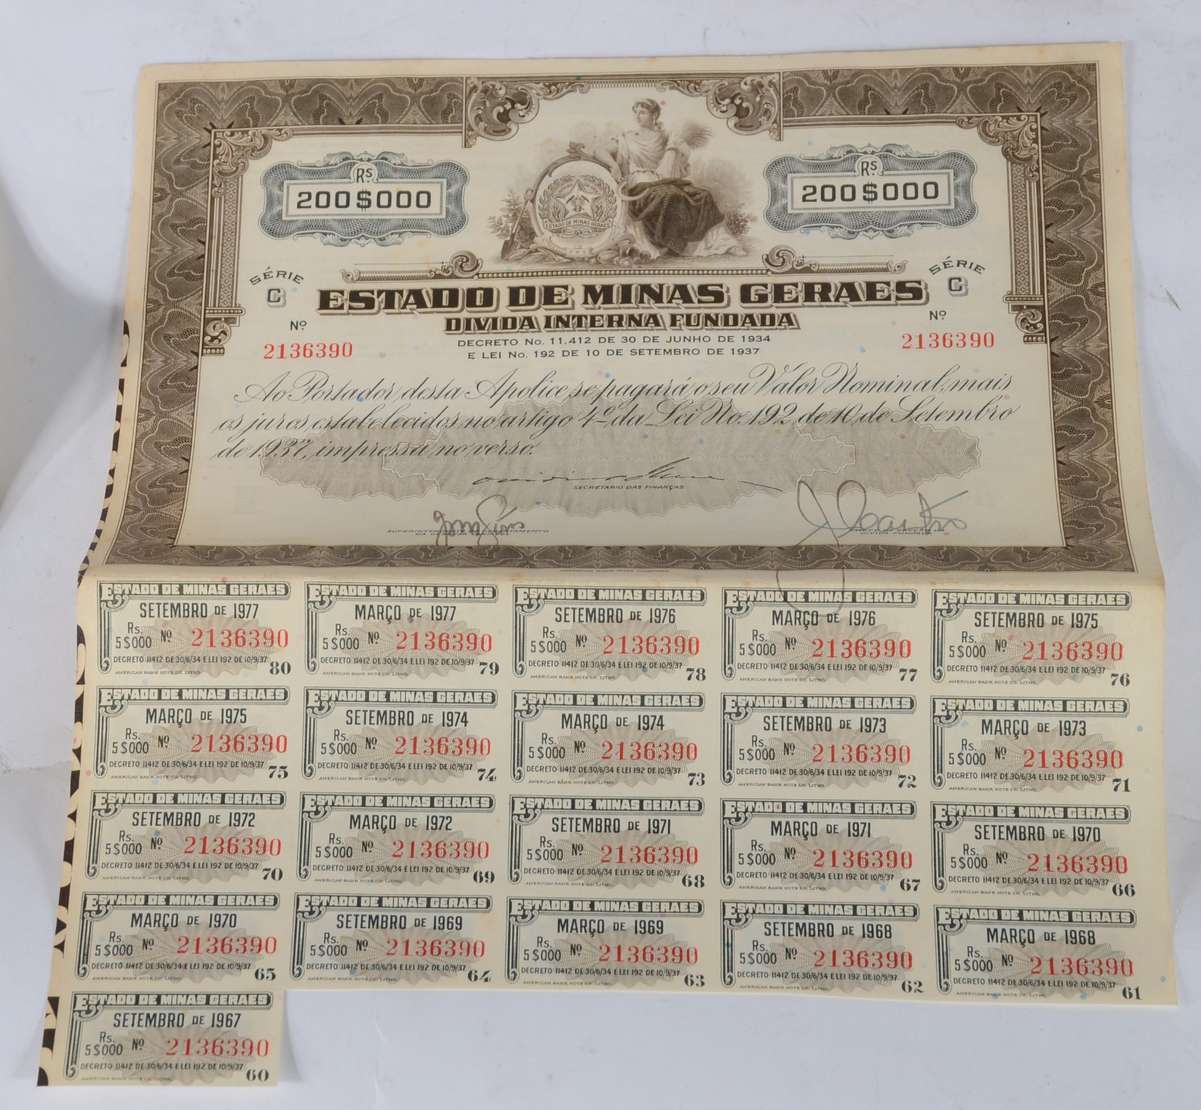 Rs
200$000
Rs
200$000
ESTADO DE MINAS GERAES
SÉRIE
C
SÉRIE
C
ESTADO DE MINAS GERAES
DIVIDA INTERNA FUNDADA
DECRETO No. 11.412 DE 30 DE JUNHO DE 1934
E LEI No. 192 DE 10 DE SETEMBRO DE 1937
Nº
2136390
Nº
2136390
Ao Portador desta Apolice se pagará o seu Valor Nominal, mais
os juros estabelecidos no artigo 4º da Lei No. 192 de 10 de Setembro
de 1937, impressa no verso.
SECRETARIO DAS FINANÇAS
ESTADO DE MINAS GERAES
SETEMBRO DE 1977
Rs.
5$000 Nº 2136390
DECRETO 11412 DE 30/6/34 E LEI 192 DE 10/9/37
80
ESTADO DE MINAS GERAES
MARÇO DE 1977
Rs.
5$000 Nº 2136390
DECRETO 11412 DE 30/6/34 E LEI 192 DE 10/9/37
79
ESTADO DE MINAS GERAES
SETEMBRO DE 1976
Rs.
5$000 Nº 2136390
DECRETO 11412 DE 30/6/34 E LEI 192 DE 10/9/37
78
ESTADO DE MINAS GERAES
MARÇO DE 1976
Rs.
5$000 Nº 2136390
DECRETO 11412 DE 30/6/34 E LEI 192 DE 10/9/37
77
ESTADO DE MINAS GERAES
SETEMBRO DE 1975
Rs.
5$000 Nº 2136390
DECRETO 11412 DE 30/6/34 E LEI 192 DE 10/9/37
AMERICAN BANK NOTE CO. LITHO.
76
ESTADO DE MINAS GERAES
MARÇO DE 1975
Rs.
5$000 Nº 2136390
DECRETO 11412 DE 30/6/34 E LEI 192 DE 10/9/37
AMERICAN BANK NOTE CO. LITHO.
75
ESTADO DE MINAS GERAES
SETEMBRO DE 1974
Rs.
5$000 Nº 2136390
DECRETO 11412 DE 30/6/34 E LEI 192 DE 10/9/37
74
ESTADO DE MINAS GERAES
MARÇO DE 1974
Rs.
5$000 Nº 2136390
DECRETO 11412 DE 30/6/34 E LEI 192 DE 10/9/37
73
ESTADO DE MINAS GERAES
SETEMBRO DE 1973
Rs.
5$000 Nº 2136390
DECRETO 11412 DE 30/6/34 E LEI 192 DE 10/9/37
72
ESTADO DE MINAS GERAES
MARÇO DE 1973
Rs.
5$000 Nº 2136390
DECRETO 11412 DE 30/6/34 E LEI 192 DE 10/9/37
71
ESTADO DE MINAS GERAES
SETEMBRO DE 1972
Rs.
5$000 Nº 2136390
DECRETO 11412 DE 30/6/34 E LEI 192 DE 10/9/37
70
ESTADO DE MINAS GERAES
MARÇO DE 1972
Rs.
5$000 Nº 2136390
DECRETO 11412 DE 30/6/34 E LEI 192 DE 10/9/37
69
ESTADO DE MINAS GERAES
SETEMBRO DE 1971
Rs.
5$000 Nº 2136390
DECRETO 11412 DE 30/6/34 E LEI 192 DE 10/9/37
68
ESTADO DE MINAS GERAES
MARÇO DE 1971
Rs.
5$000 Nº 2136390
DECRETO 11412 DE 30/6/34 E LEI 192 DE 10/9/37
67
ESTADO DE MINAS GERAES
SETEMBRO DE 1970
Rs.
5$000 Nº 2136390
DECRETO 11412 DE 30/6/34 E LEI 192 DE 10/9/37
66
ESTADO DE MINAS GERAES
MARÇO DE 1970
Rs.
5$000 Nº 2136390
DECRETO 11412 DE 30/6/34 E LEI 192 DE 10/9/37
65
ESTADO DE MINAS GERAES
SETEMBRO DE 1969
Rs.
5$000 Nº 2136390
DECRETO 11412 DE 30/6/34 E LEI 192 DE 10/9/37
64
ESTADO DE MINAS GERAES
MARÇO DE 1969
Rs.
5$000 Nº 2136390
DECRETO 11412 DE 30/6/34 E LEI 192 DE 10/9/37
63
ESTADO DE MINAS GERAES
SETEMBRO DE 1968
Rs.
5$000 Nº 2136390
DECRETO 11412 DE 30/6/34 E LEI 192 DE 10/9/37
62
ESTADO DE MINAS GERAES
MARÇO DE 1968
Rs.
5$000 Nº 2136390
DECRETO 11412 DE 30/6/34 E LEI 192 DE 10/9/37
61
ESTADO DE MINAS GERAES
SETEMBRO DE 1967
Rs.
5$000 Nº 2136390
DECRETO 11412 DE 30/6/34 E LEI 192 DE 10/9/37
60